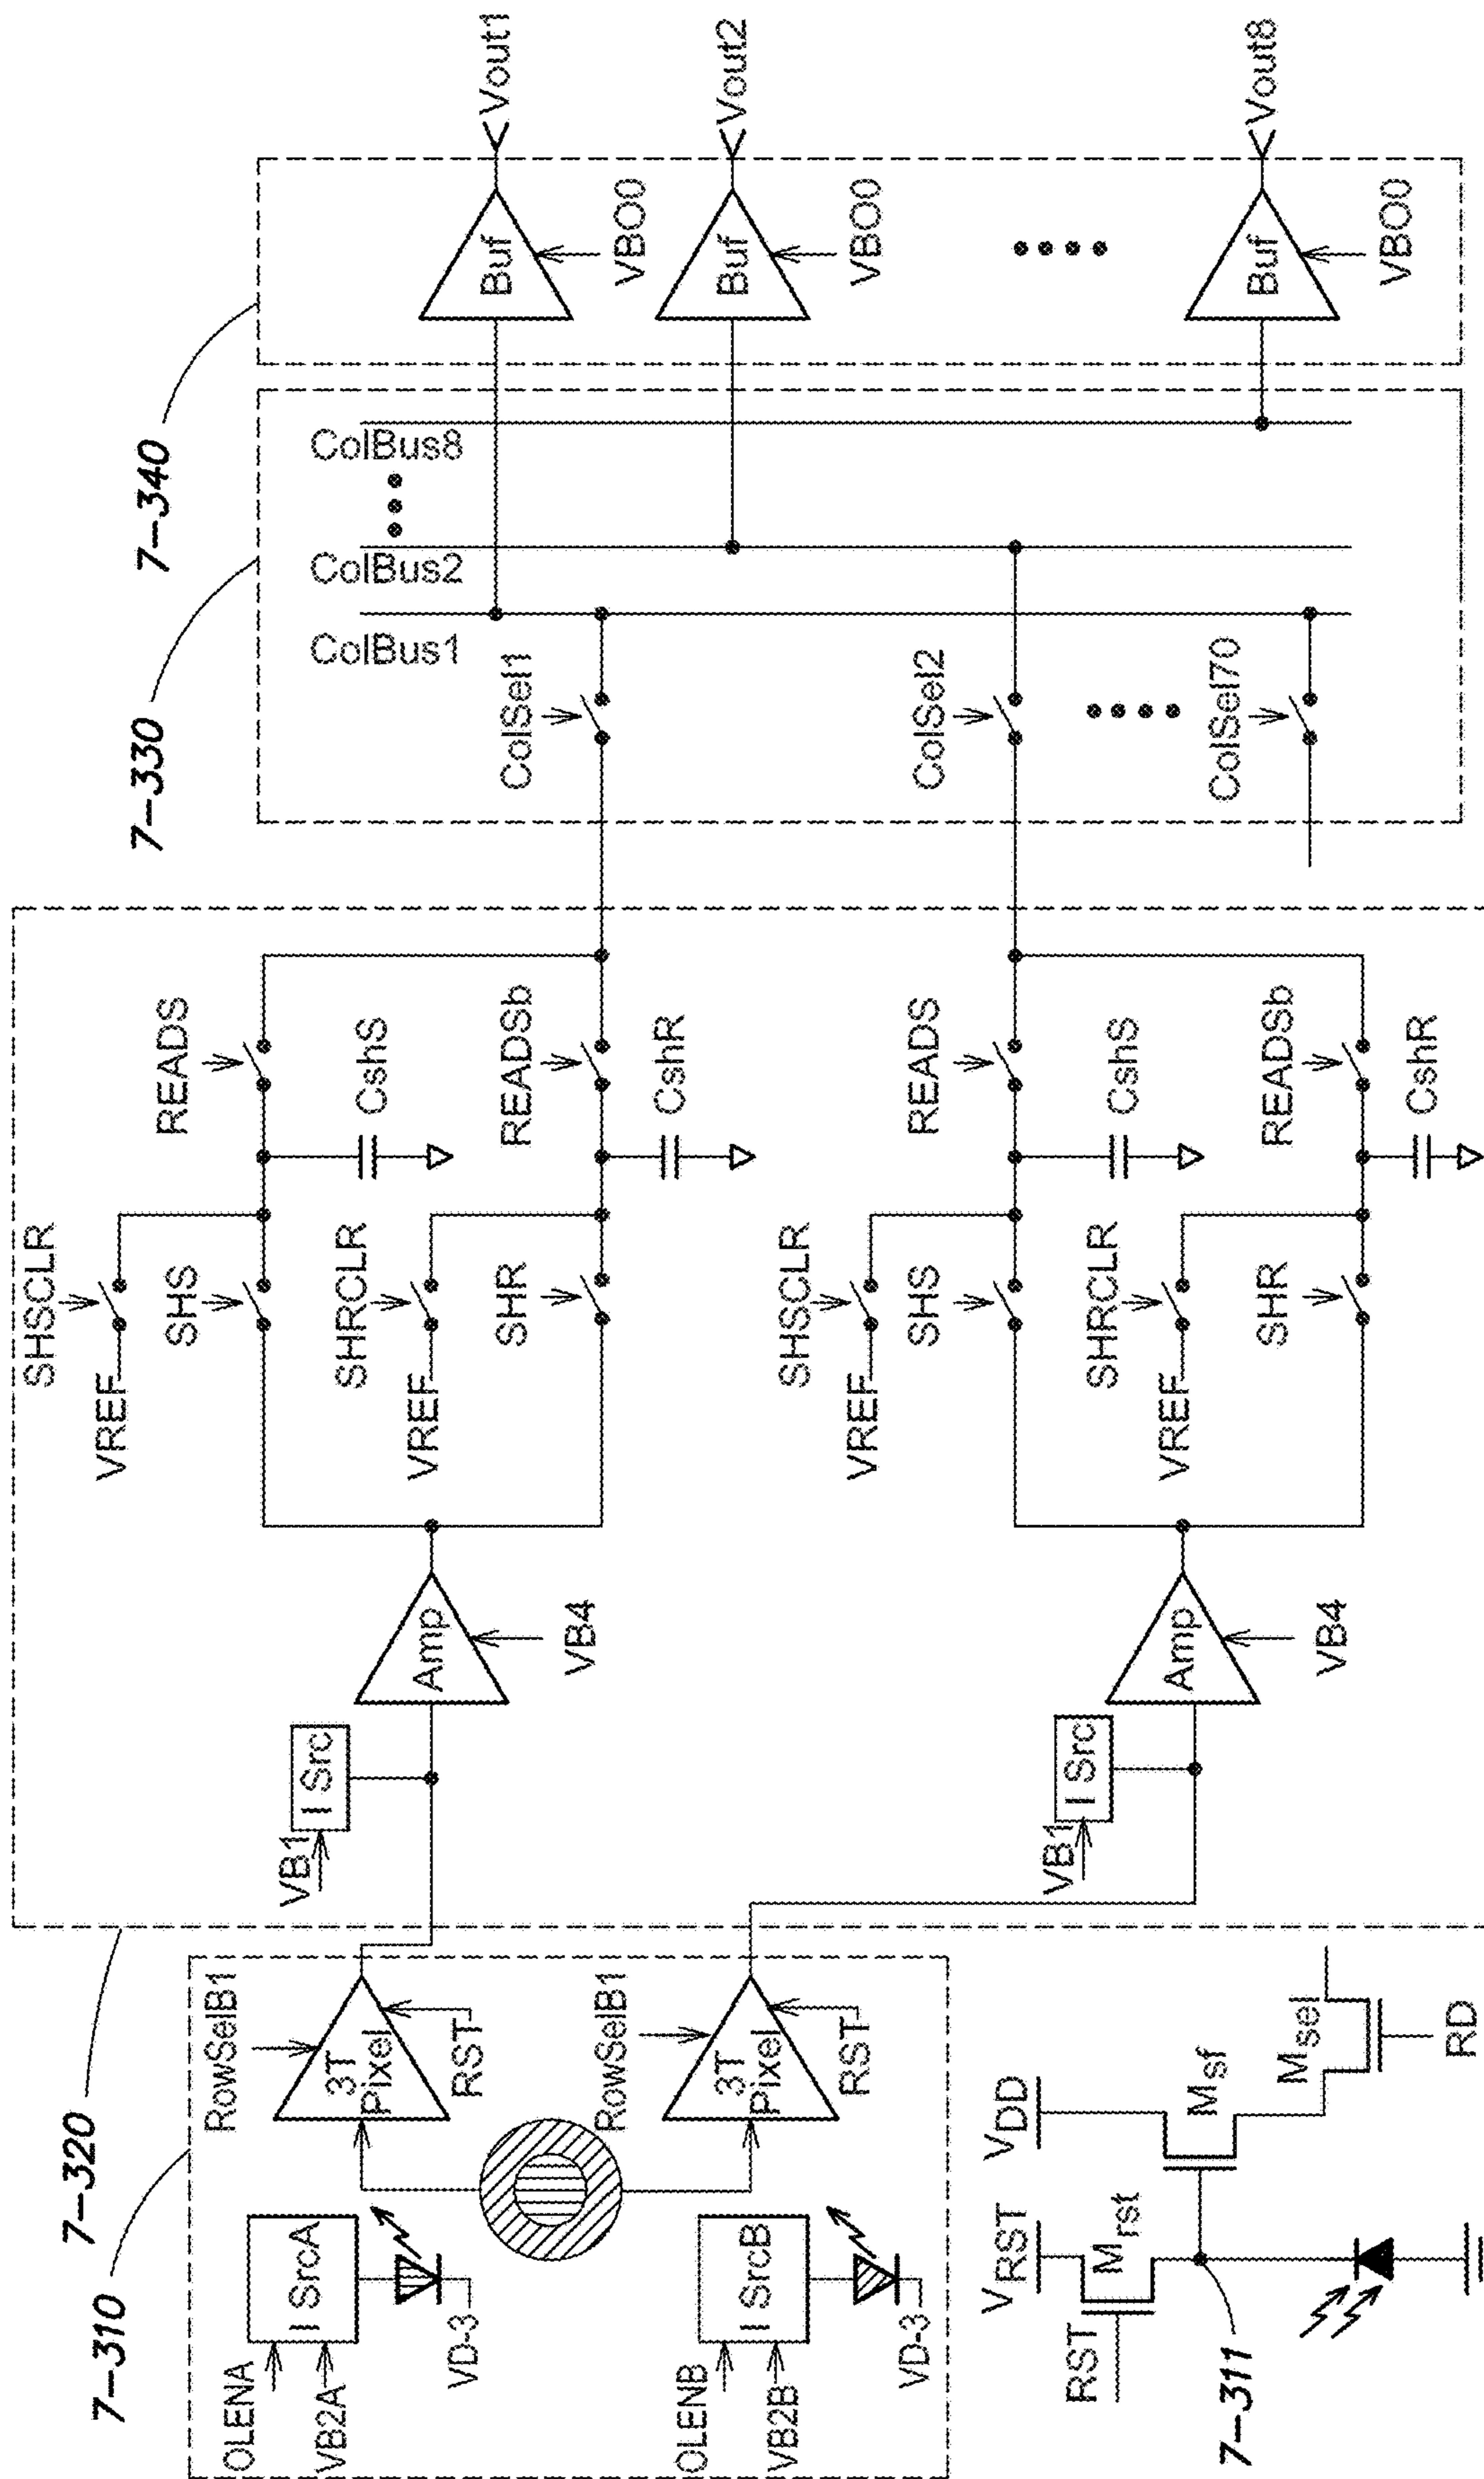 7-310
7-320
7-330
7-340
OLENA
VB2A
I SrcA
VD-3
RowSelB1
3T
Pixel
RST
OLENB
VB2B
I SrcB
VD-3
RowSelB1
3T
Pixel
RST
VB1
I Src
Amp
VB4
VB1
I Src
Amp
VB4
SHSCLR
VREF
SHS
READS
CshS
SHRCLR
VREF
SHR
READSb
CshR
SHSCLR
VREF
SHS
READS
CshS
SHRCLR
VREF
SHR
READSb
CshR
ColSel1
ColSel2
ColSel70
ColBus1
ColBus2
ColBus8
Buf
VBO0
Vout1
Buf
VBO0
Vout2
Buf
VBO0
Vout8
7-311
RST
VRST
Mrst
VDD
Msf
Msel
RD